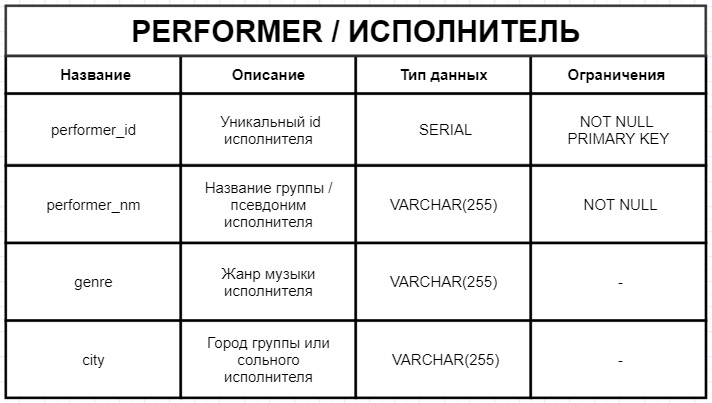 PERFORMER / ИСПОЛНИТЕЛЬ
Название
Описание
Тип данных
Ограничения
performer_id
Уникальный id
исполнителя
SERIAL
NOT NULL
PRIMARY KEY
performer_nm
Название группы /
псевдоним
исполнителя
VARCHAR(255)
NOT NULL
genre
Жанр музыки
исполнителя
VARCHAR(255)
-
city
Город группы или
сольного
исполнителя
VARCHAR(255)
-